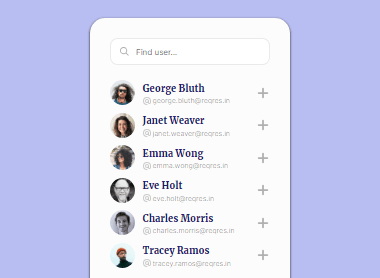 Find user...
George Bluth
@george.bluth@reqres.in
Janet Weaver
@janet.weaver@reqres.in
Emma Wong
@emma.wong@reqres.in
Eve Holt
@eve.holt@reqres.in
Charles Morris
@charles.morris@reqres.in
Tracey Ramos
@tracey.ramos@reqres.in